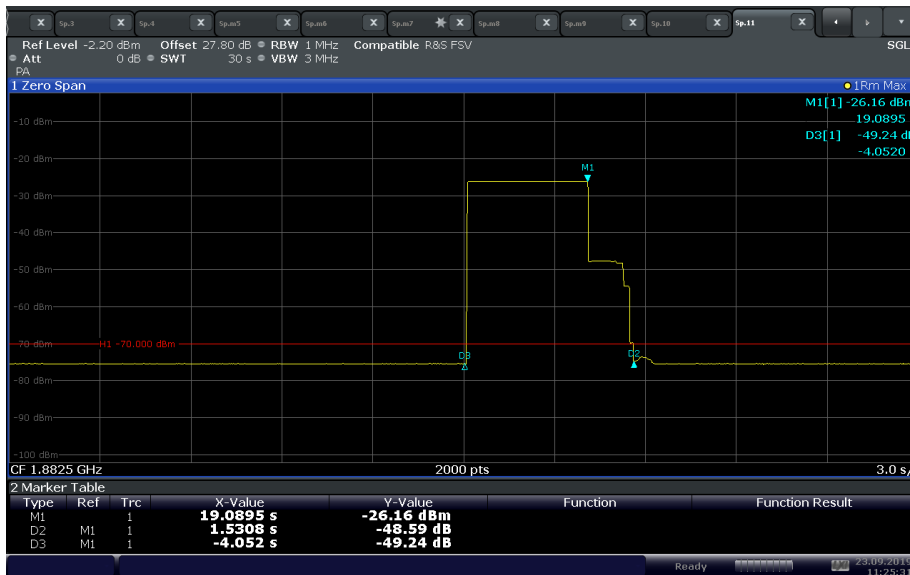 Sp.3 X Sp.4 X Sp.m5 X Sp.m6 X Sp.m7 X Sp.m8 X Sp.m9 X Sp.10 X Sp.11 X
Ref Level -2.20 dBm Offset 27.80 dB RBW 1 MHz Compatible R&S FSV SGL
Att 0 dB SWT 30 s VBW 3 MHz
PA
1 Zero Span 1Rm Max
M1[1] -26.16 dBm
19.0895
D3[1] -49.24 dB
-4.0520
-10 dBm
-20 dBm
M1
-30 dBm
-40 dBm
-50 dBm
-60 dBm
-70 dBm H1 -70.000 dBm
D3 D2
-80 dBm
-90 dBm
-100 dBm
CF 1.8825 GHz 2000 pts 3.0 s/
2 Marker Table
Type Ref Trc X-Value Y-Value Function Function Result
M1 1 19.0895 s -26.16 dBm
D2 M1 1 1.5308 s -48.59 dB
D3 M1 1 -4.052 s -49.24 dB
Ready 23.09.2019
11:25:31